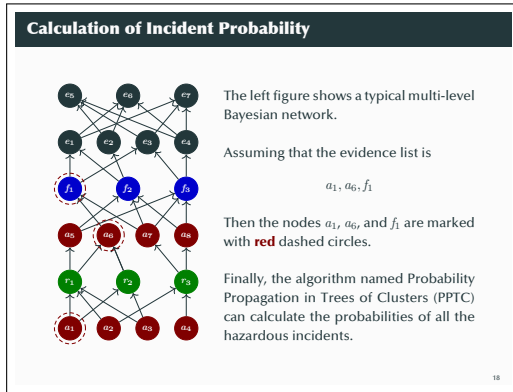 Calculation of Incident Probability
e5 e6 e7
e1 e2 e3 e4
f1 f2 f3
a5 a6 a7 a8
r1 r2 r3
a1 a2 a3 a4
The left figure shows a typical multi-level
Bayesian network.
Assuming that the evidence list is
a1, a6, f1
Then the nodes a1, a6, and f1 are marked
with red dashed circles.
Finally, the algorithm named Probability
Propagation in Trees of Clusters (PPTC)
can calculate the probabilities of all the
hazardous incidents.
18